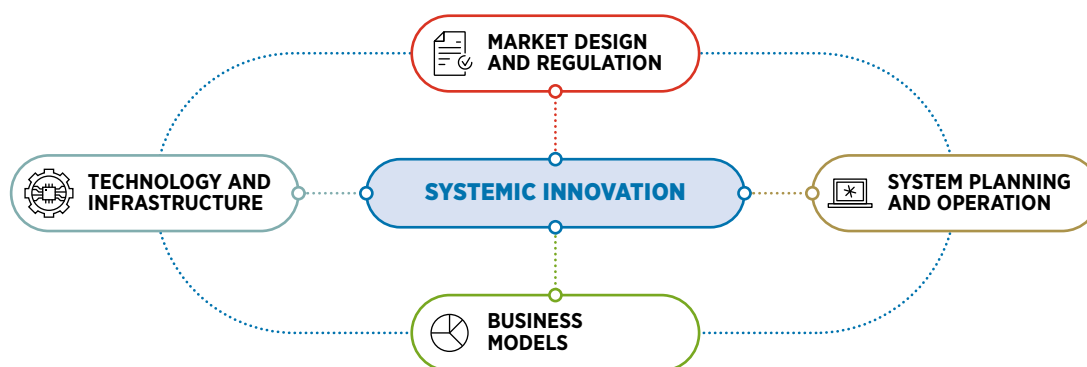 MARKET DESIGN
AND REGULATION
TECHNOLOGY AND
INFRASTRUCTURE
SYSTEMIC INNOVATION
SYSTEM PLANNING
AND OPERATION
BUSINESS
MODELS